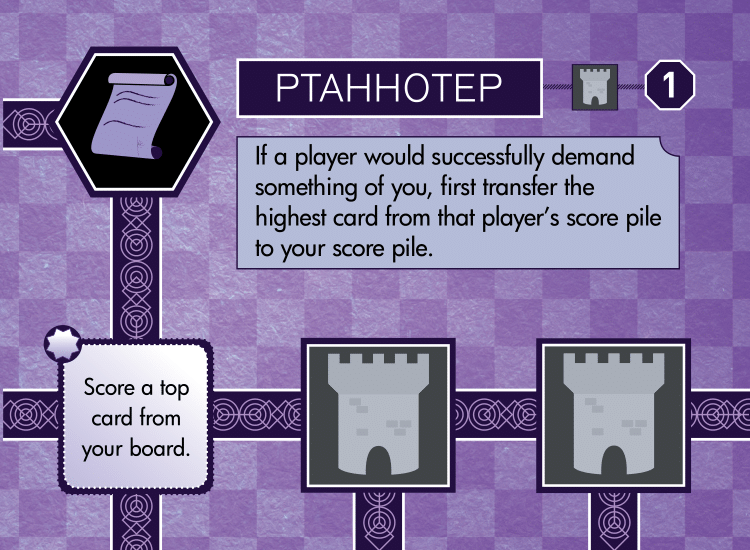 PTAHHOTEP
1
If a player would successfully demand
something of you, first transfer the
highest card from that player's score pile
to your score pile.
Score a top
card from
your board.